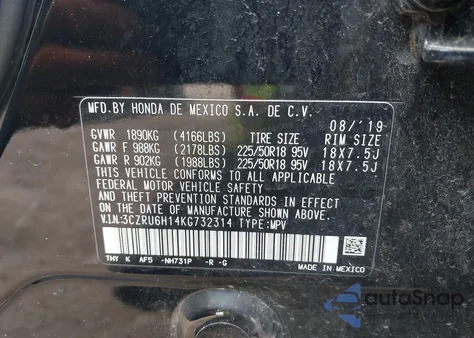 MFD.BY HONDA DE MEXICO S.A. DE C.V.
08/'19
GVWR 1890KG (4166LBS) TIRE SIZE RIM SIZE
GAWR F 988KG (2178LBS) 225/50R18 95V 18X7.5J
GAWR R 902KG (1988LBS) 225/50R18 95V 18X7.5J
THIS VEHICLE CONFORMS TO ALL APPLICABLE
FEDERAL MOTOR VEHICLE SAFETY AND
THEFT PREVENTION STANDARDS IN EFFECT
ON THE DATE OF MANUFACTURE SHOWN ABOVE.
V.I.N:3CZRU6H14KG732314 TYPE:MPV
THY K AF5 -NH731P -R -G
MADE IN MEXICO
autoSnap